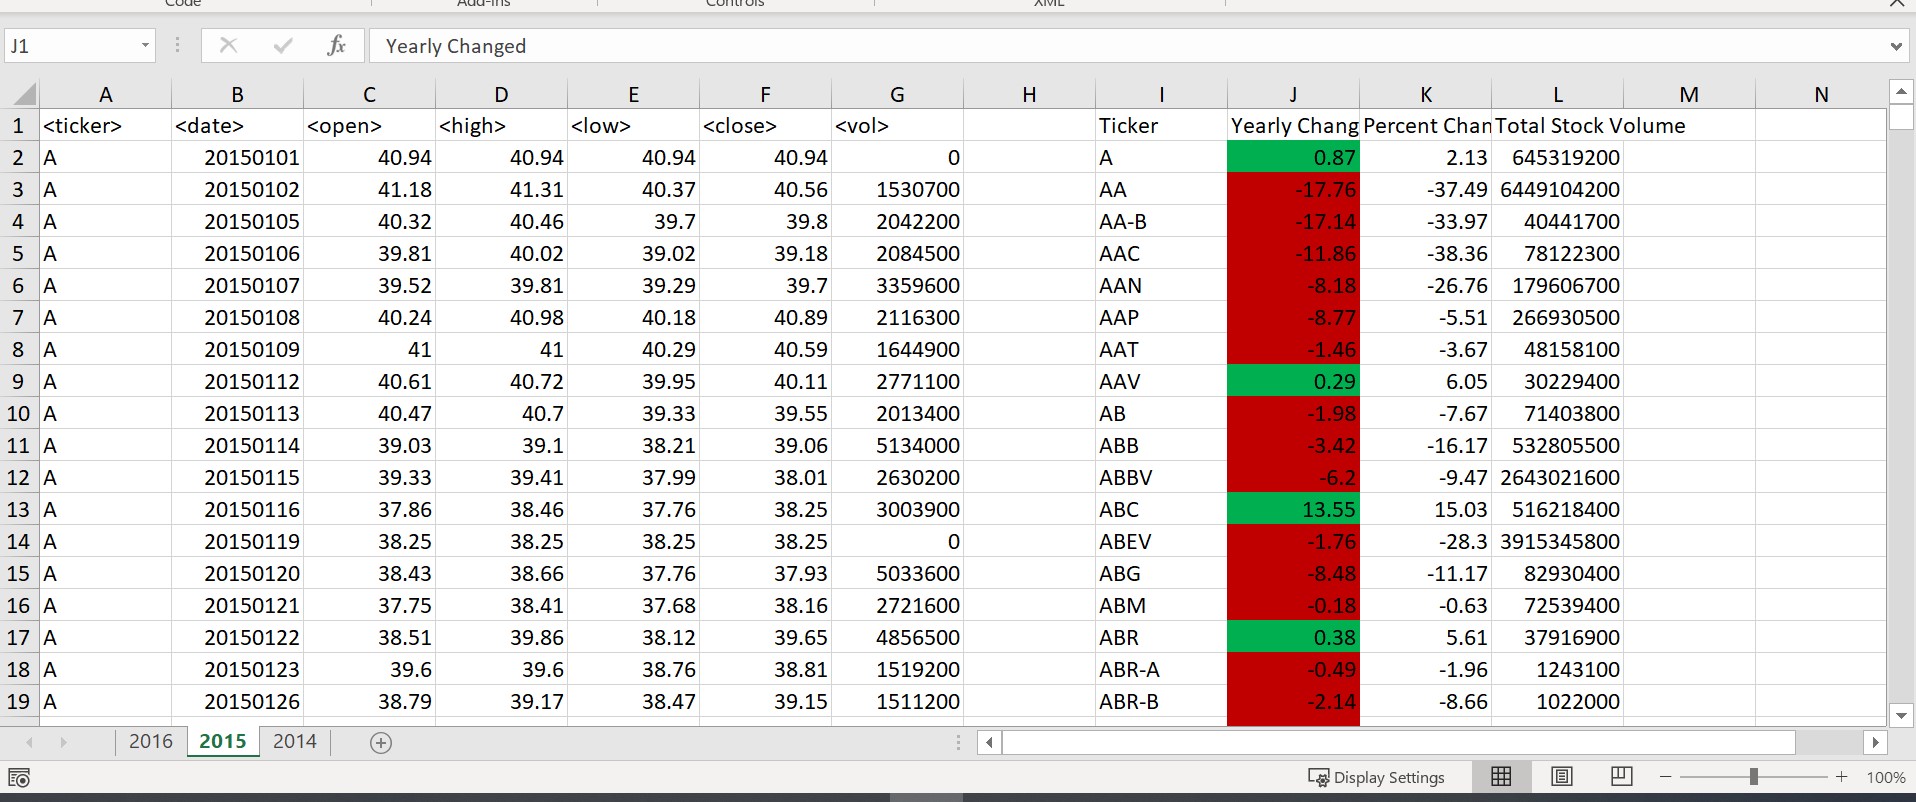 Code Add-ins Controls XML
J1 fx Yearly Changed
A B C D E F G H I J K L M N
1 <ticker> <date> <open> <high> <low> <close> <vol> Ticker Yearly Chang Percent Chan Total Stock Volume
2 A 20150101 40.94 40.94 40.94 40.94 0 A 0.87 2.13 645319200
3 A 20150102 41.18 41.31 40.37 40.56 1530700 AA -17.76 -37.49 6449104200
4 A 20150105 40.32 40.46 39.7 39.8 2042200 AA-B -17.14 -33.97 40441700
5 A 20150106 39.81 40.02 39.02 39.18 2084500 AAC -11.86 -38.36 78122300
6 A 20150107 39.52 39.81 39.29 39.7 3359600 AAN -8.18 -26.76 179606700
7 A 20150108 40.24 40.98 40.18 40.89 2116300 AAP -8.77 -5.51 266930500
8 A 20150109 41 41 40.29 40.59 1644900 AAT -1.46 -3.67 48158100
9 A 20150112 40.61 40.72 39.95 40.11 2771100 AAV 0.29 6.05 30229400
10 A 20150113 40.47 40.7 39.33 39.55 2013400 AB -1.98 -7.67 71403800
11 A 20150114 39.03 39.1 38.21 39.06 5134000 ABB -3.42 -16.17 532805500
12 A 20150115 39.33 39.41 37.99 38.01 2630200 ABBV -6.2 -9.47 2643021600
13 A 20150116 37.86 38.46 37.76 38.25 3003900 ABC 13.55 15.03 516218400
14 A 20150119 38.25 38.25 38.25 38.25 0 ABEV -1.76 -28.3 3915345800
15 A 20150120 38.43 38.66 37.76 37.93 5033600 ABG -8.48 -11.17 82930400
16 A 20150121 37.75 38.41 37.68 38.16 2721600 ABM -0.18 -0.63 72539400
17 A 20150122 38.51 39.86 38.12 39.65 4856500 ABR 0.38 5.61 37916900
18 A 20150123 39.6 39.6 38.76 38.81 1519200 ABR-A -0.49 -1.96 1243100
19 A 20150126 38.79 39.17 38.47 39.15 1511200 ABR-B -2.14 -8.66 1022000
2016 2015 2014
Display Settings 100%